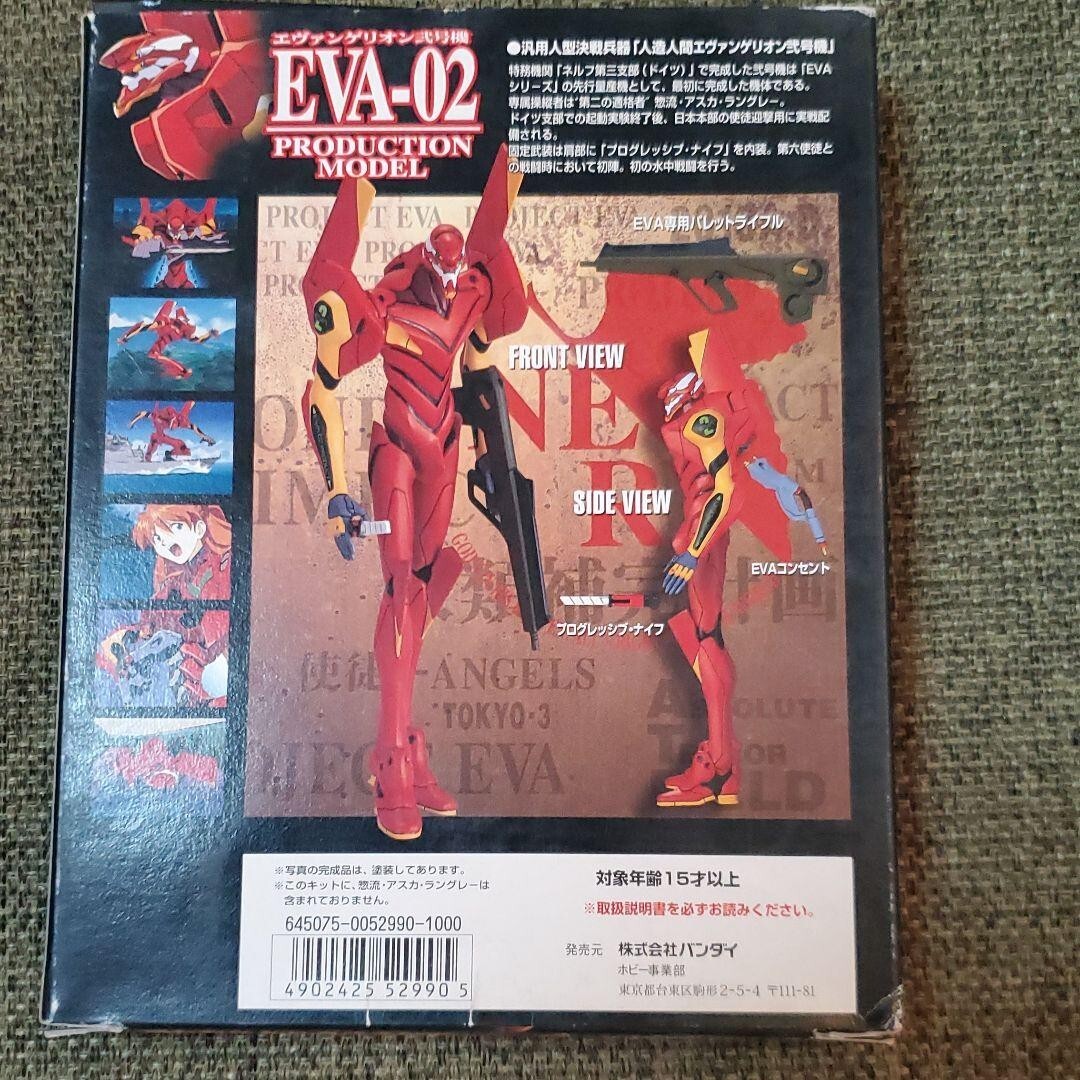 エヴァンゲリオン弐号機
EVA-02
PRODUCTION
MODEL
●汎用人型決戦兵器「人造人間エヴァンゲリオン弐号機」
特務機関「ネルフ第三支部（ドイツ）」で完成した弐号機は「EVA
シリーズ」の先行量産機として、最初に完成した機体である。
専属操縦者は"第二の適格者" 惣流・アスカ・ラングレー。
ドイツ支部での起動実験終了後、日本本部の使徒迎撃用に実戦配
備される。
固定武装は肩部に「プログレッシブ・ナイフ」を内装。第六使徒と
の戦闘時において初陣。初の水中戦闘を行う。
PROJECT EVA PROJECT EVA
EVA専用パレットライフル
FRONT VIEW
NER
SIDE VIEW
EVAコンセント
類補完計画
プログレッシブ・ナイフ
使徒-ANGELS
TOKYO-3
OJECT EVA
※写真の完成品は、塗装してあります。
※このキットに、惣流・アスカ・ラングレーは
含まれておりません。
645075-0052990-1000
4902425 529905
対象年齢15才以上
※取扱説明書を必ずお読みください。
発売元 株式会社バンダイ
ホビー事業部
東京都台東区駒形2-5-4 〒111-81